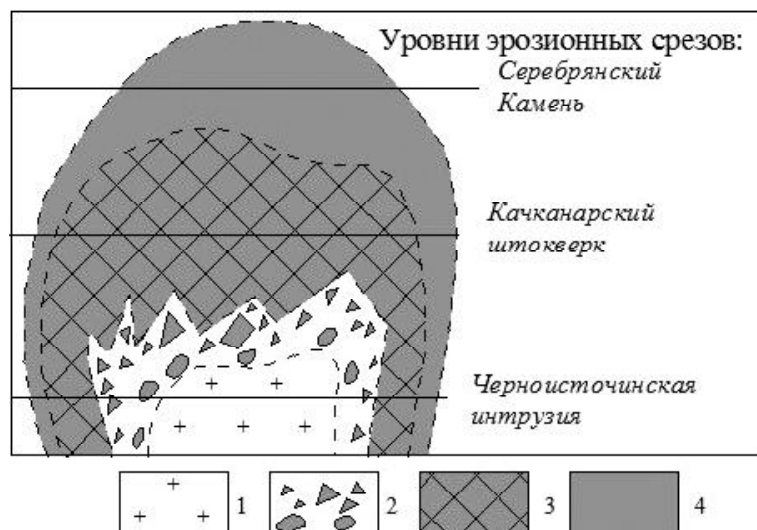 Уровни эрозионных срезов:
Серебрянский
Камень
Качканарский
штокверк
Черноисточинская
интрузия
1 2 3 4